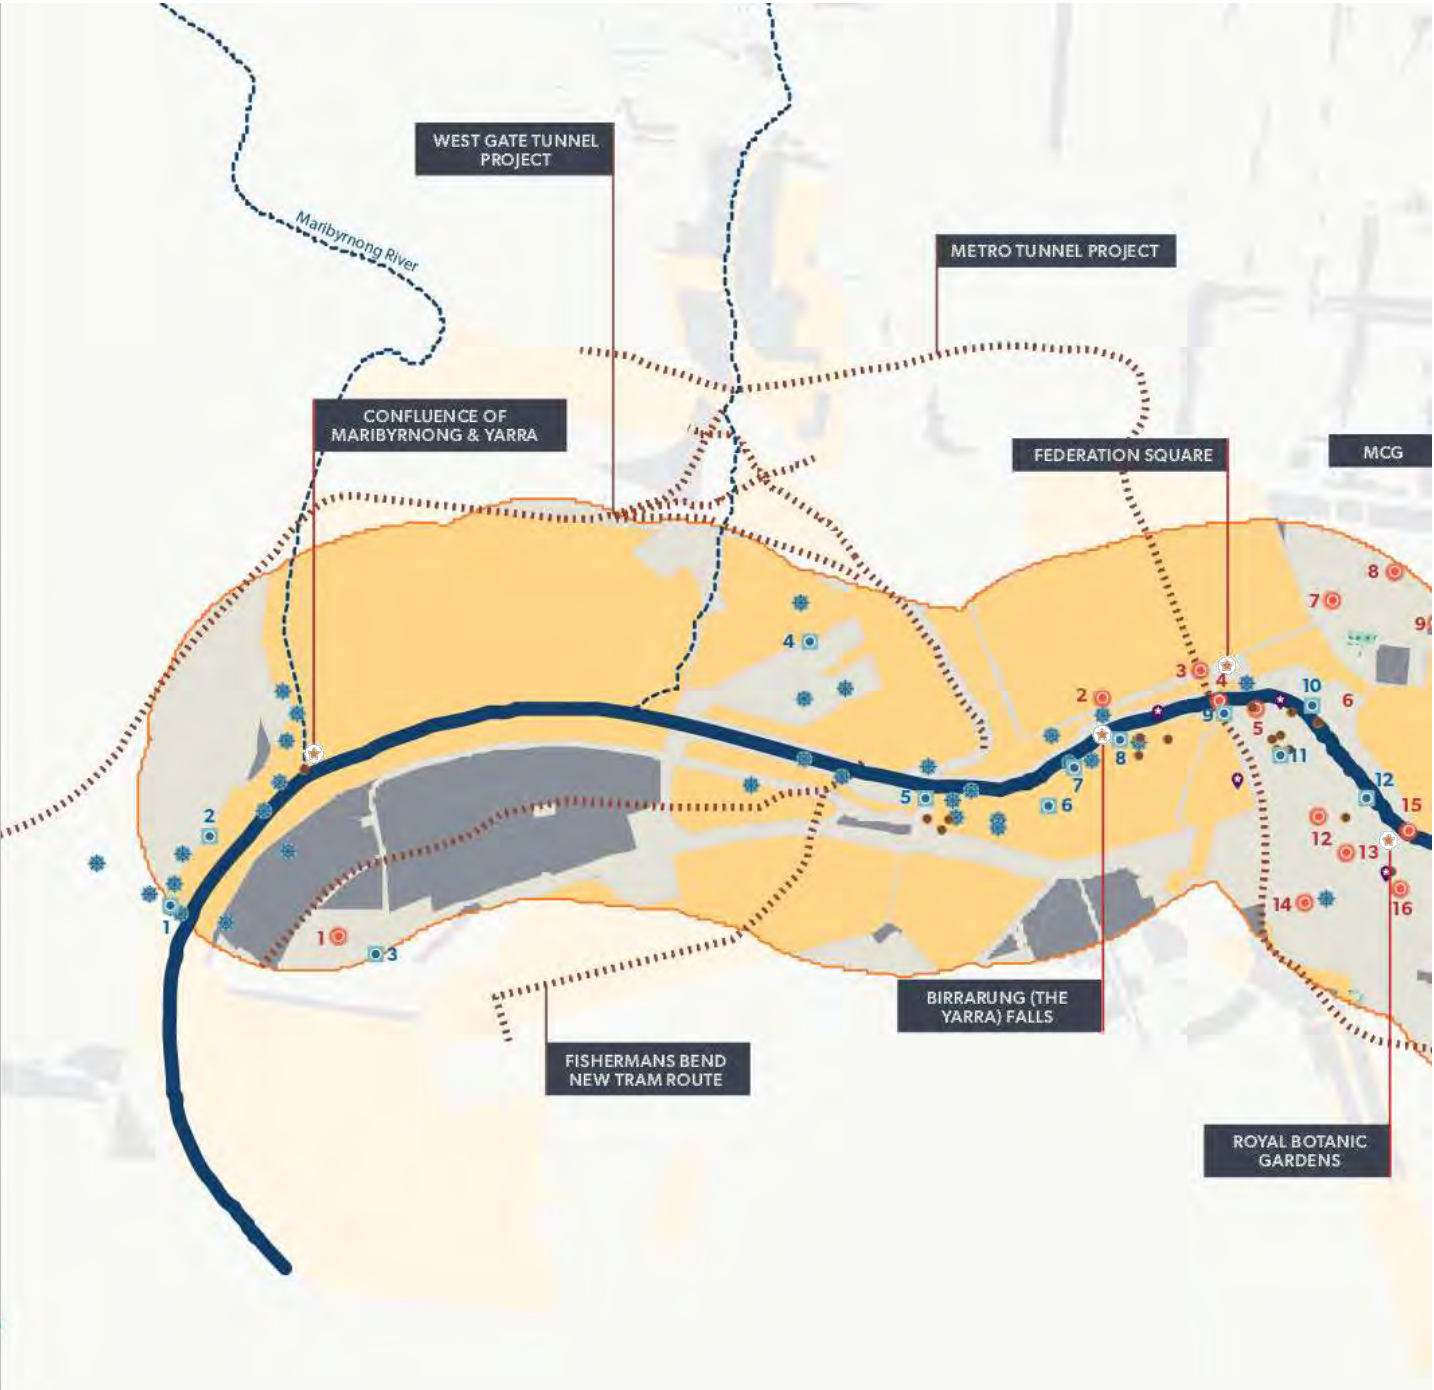 WEST GATE TUNNEL
PROJECT
Maribyrnong River
METRO TUNNEL PROJECT
CONFLUENCE OF
MARIBYRNONG & YARRA
FEDERATION SQUARE
MCG
8
7
9
4
3
4
2
10
6
9
5
8
11
7
12
5
6
15
2
12
13
14
16
1
1
3
BIRRARUNG (THE
YARRA) FALLS
FISHERMANS BEND
NEW TRAM ROUTE
ROYAL BOTANIC
GARDENS